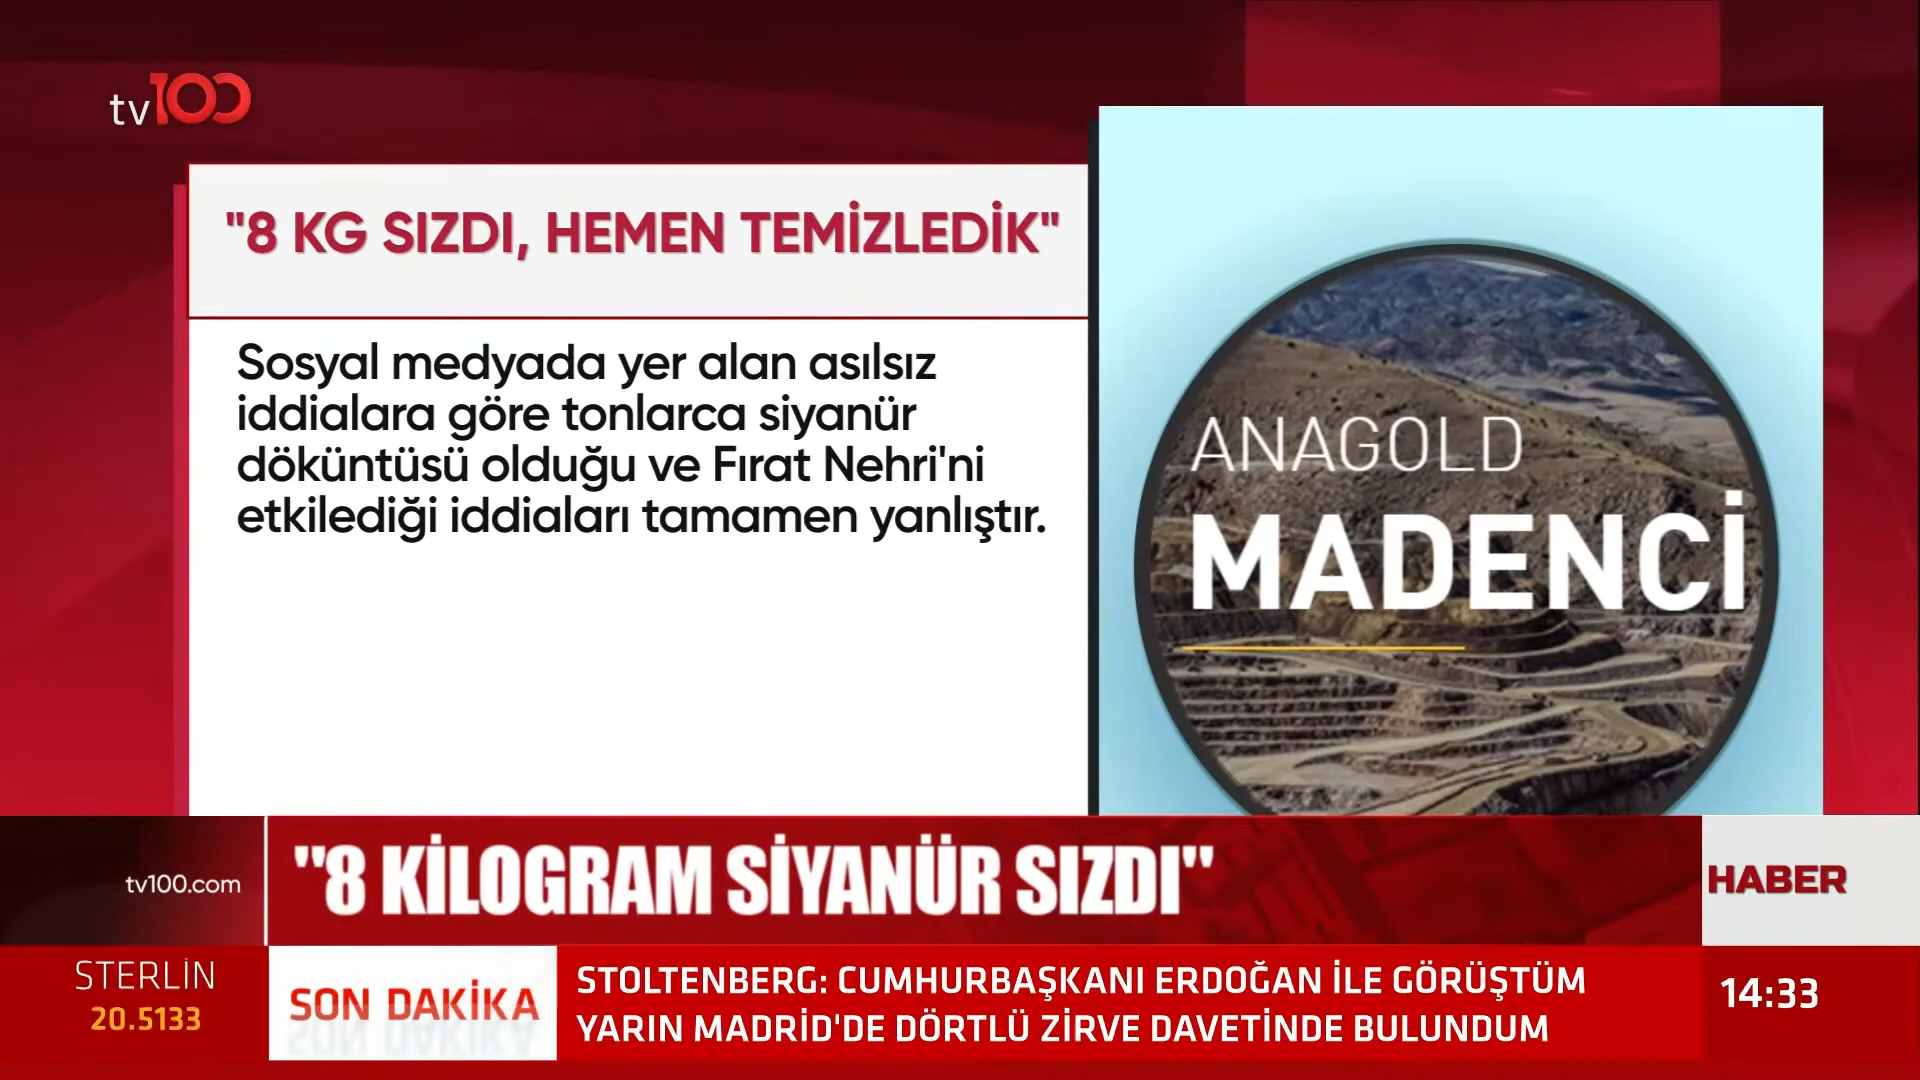 tv100
"8 KG SIZDI, HEMEN TEMİZLEDİK"
Sosyal medyada yer alan asılsız
iddialara göre tonlarca siyanür
döküntüsü olduğu ve Fırat Nehri'ni
etkilediği iddiaları tamamen yanlıştır.
ANAGOLD
MADENCİ
tv100.com
"8 KİLOGRAM SİYANÜR SIZDI"
HABER
STERLİN
20.5133
SON DAKİKA
STOLTENBERG: CUMHURBAŞKANI ERDOĞAN İLE GÖRÜŞTÜM
YARIN MADRİD'DE DÖRTLÜ ZİRVE DAVETİNDE BULUNDUM
14:33